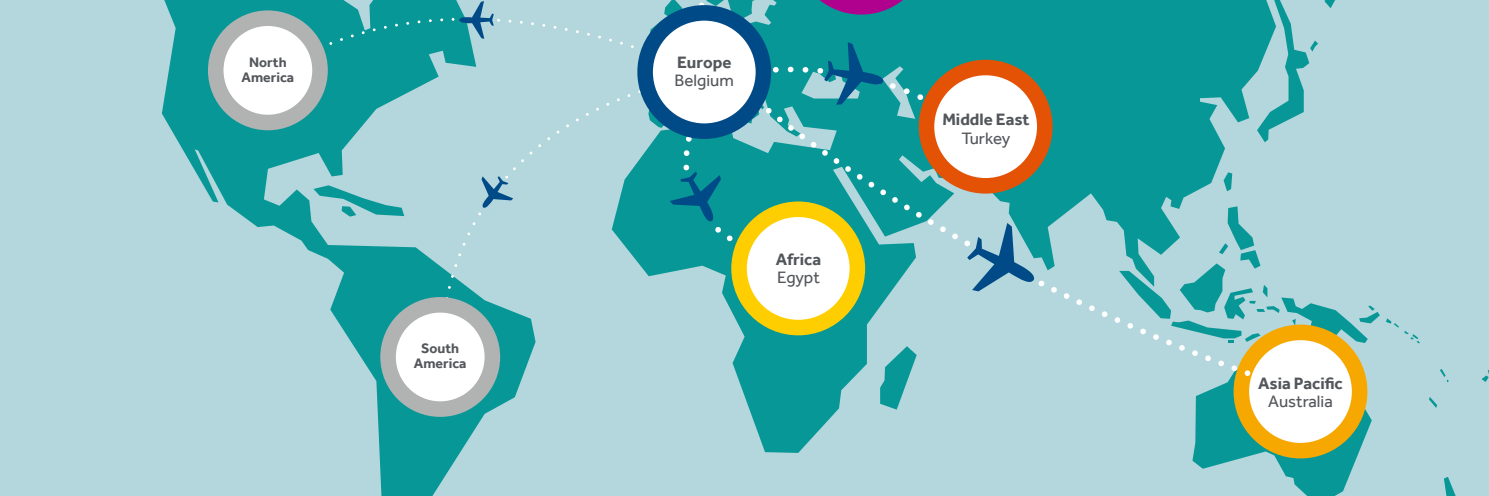 North
America
Europe
Belgium
Middle East
Turkey
Africa
Egypt
South
America
Asia Pacific
Australia